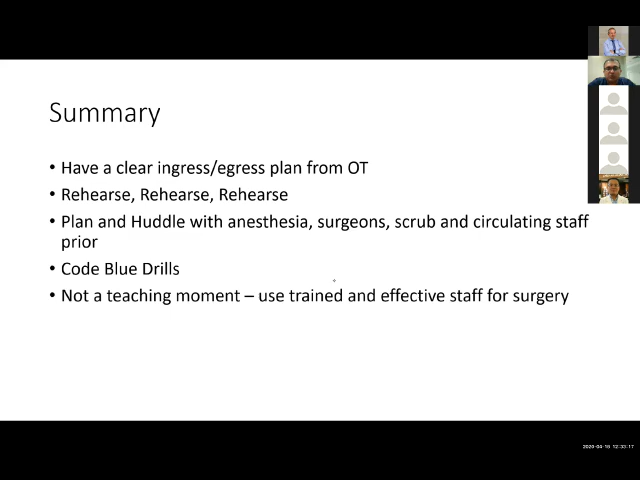 Summary
• Have a clear ingress/egress plan from OT
• Rehearse, Rehearse, Rehearse
• Plan and Huddle with anesthesia, surgeons, scrub and circulating staff
prior
• Code Blue Drills
• Not a teaching moment – use trained and effective staff for surgery